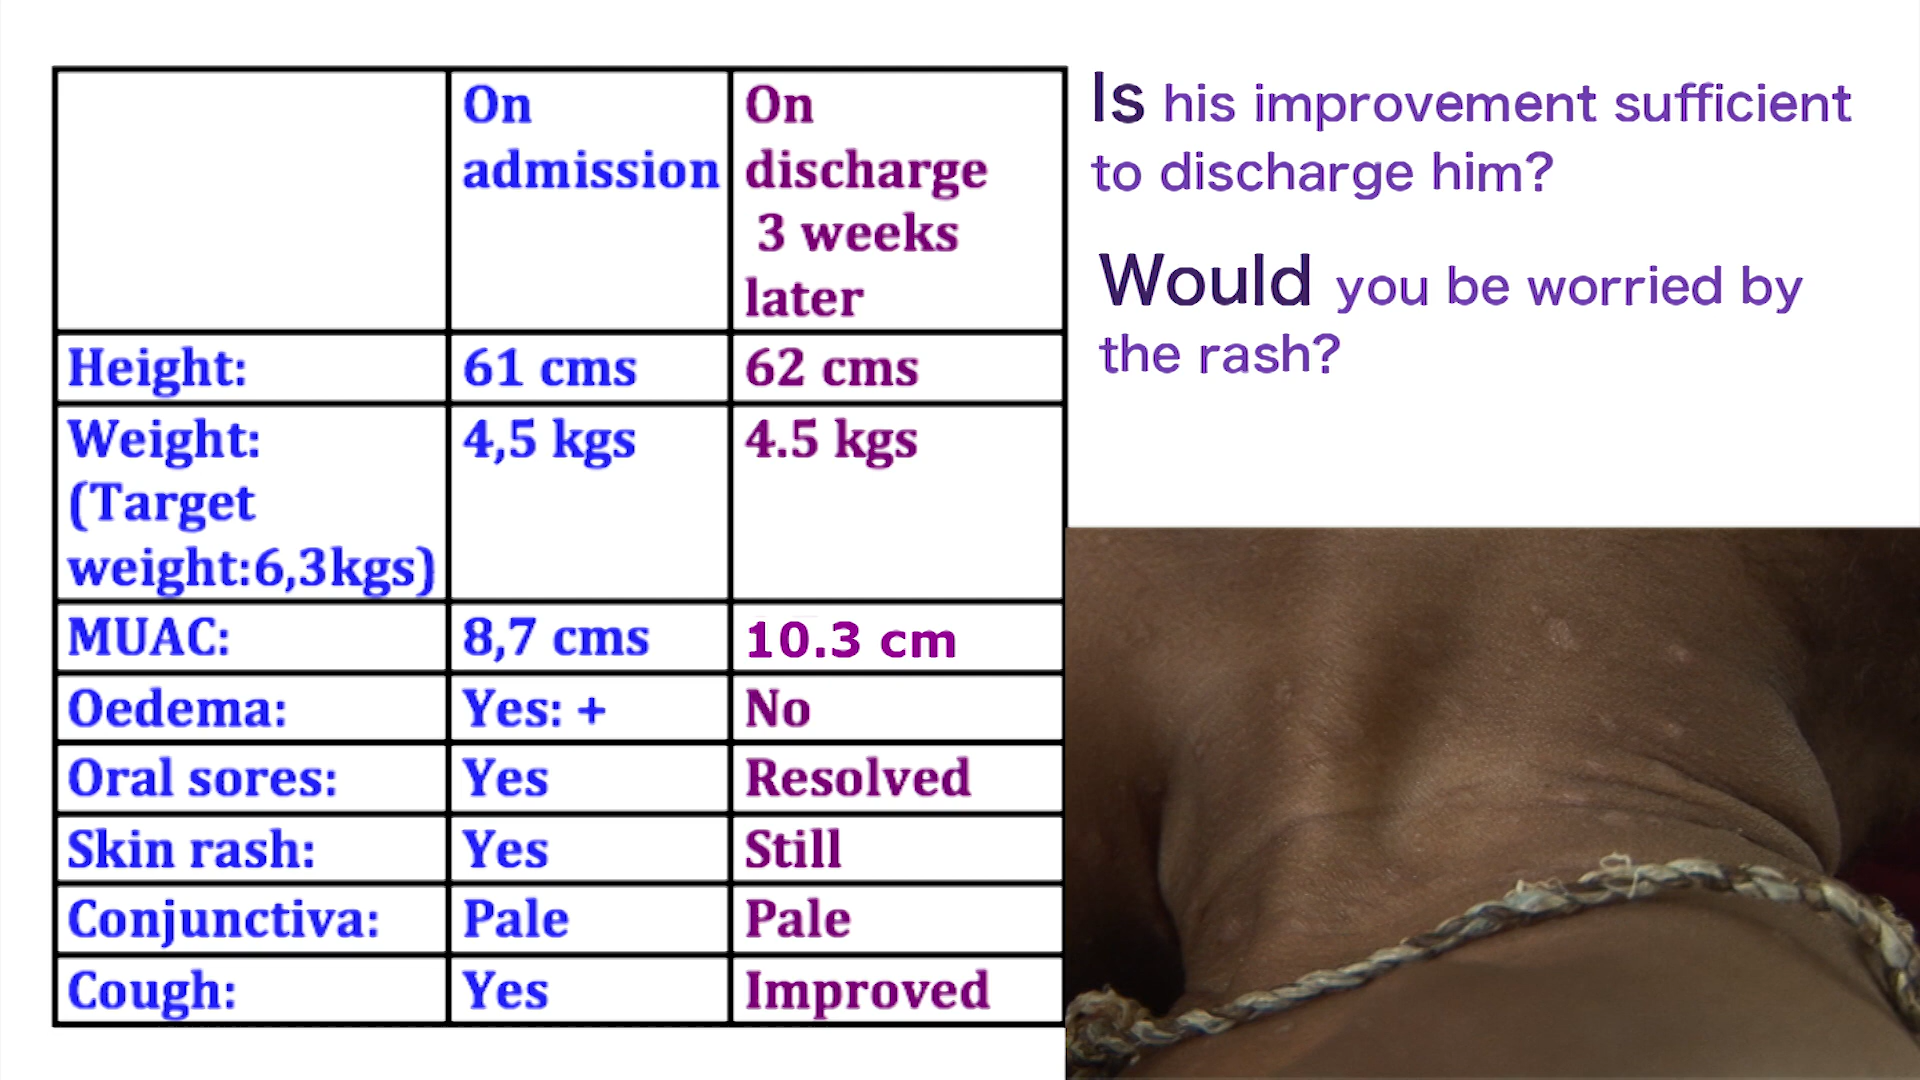 On admission
On discharge 3 weeks later
Height: 61 cms 62 cms
Weight: (Target weight:6,3kgs) 4,5 kgs 4.5 kgs
MUAC: 8,7 cms 10.3 cm
Oedema: Yes: + No
Oral sores: Yes Resolved
Skin rash: Yes Still
Conjunctiva: Pale Pale
Cough: Yes Improved
Is his improvement sufficient
to discharge him?
Would you be worried by
the rash?